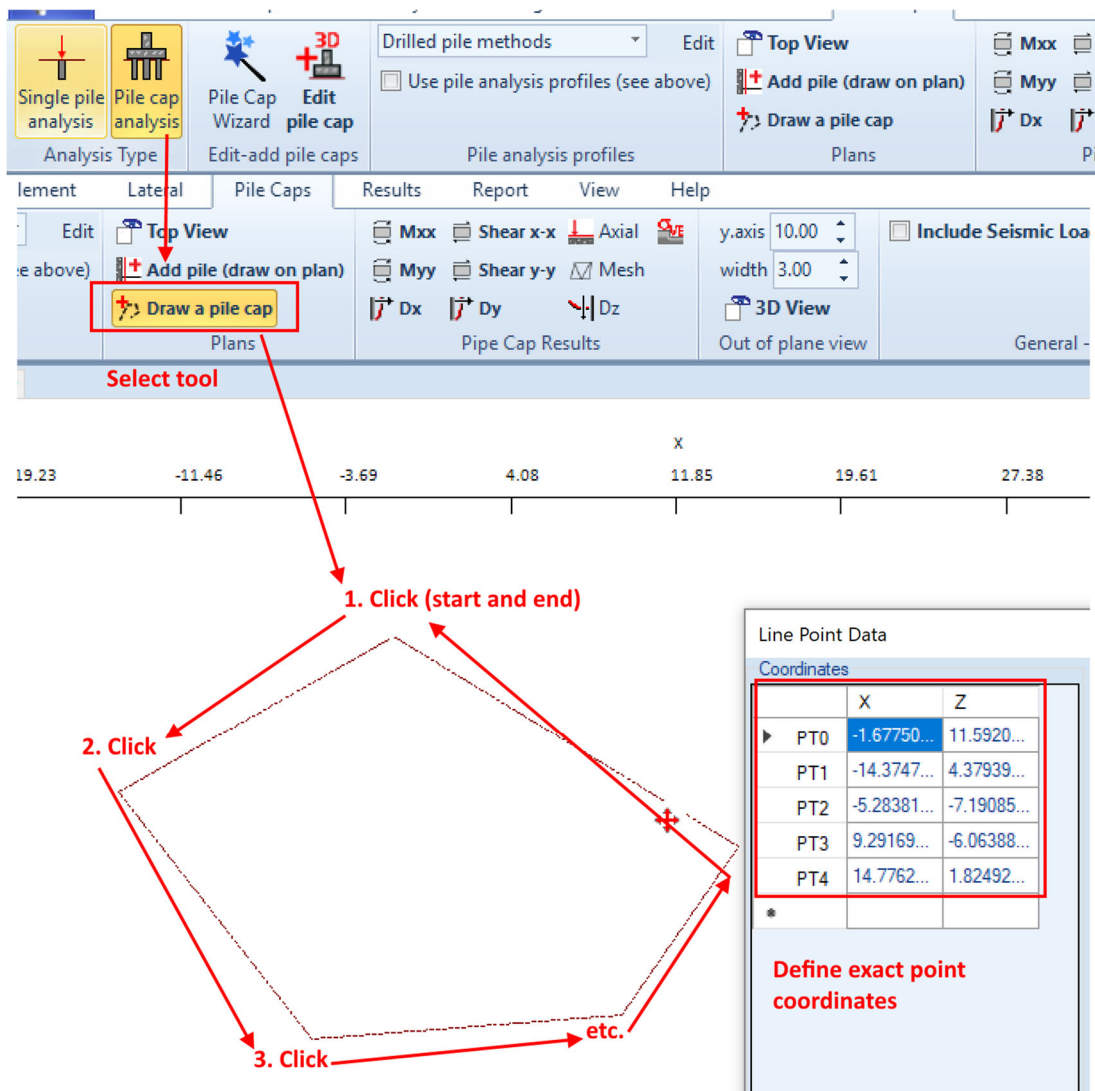 Drilled pile methods Edit Top View Mxx
Single pile analysis Pile cap analysis Pile Cap Wizard Edit pile cap
3D
Use pile analysis profiles (see above) Add pile (draw on plan) Myy
Draw a pile cap Dx
Analysis Type Edit-add pile caps Pile analysis profiles Plans
lement Lateral Pile Caps Results Report View Help
Edit Top View Mxx Shear x-x Axial y.axis 10.00 Include Seismic Loa
e above) Add pile (draw on plan) Myy Shear y-y Mesh width 3.00
Draw a pile cap Dx Dy Dz 3D View
Plans Pipe Cap Results Out of plane view General -
Select tool
X
19.23 -11.46 -3.69 4.08 11.85 19.61 27.38
1. Click (start and end)
Line Point Data
Coordinates
X Z
PT0 -1.67750... 11.5920...
PT1 -14.3747... 4.37939...
PT2 -5.28381... -7.19085...
PT3 9.29169... -6.06388...
PT4 14.7762... 1.82492...
2. Click
Define exact point
coordinates
etc.
3. Click